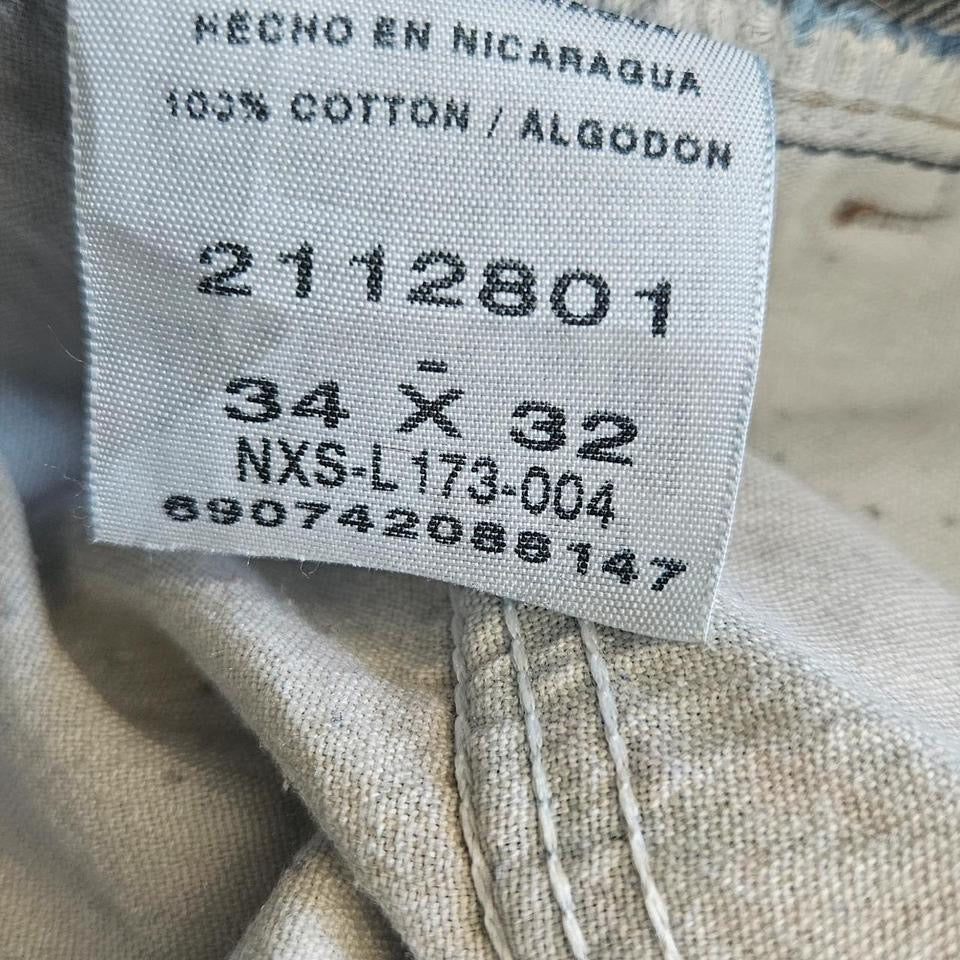 HECHO EN NICARAGUA
100% COTTON / ALGODON
2112801
34 X 32
NXS-L173-004
690742088147